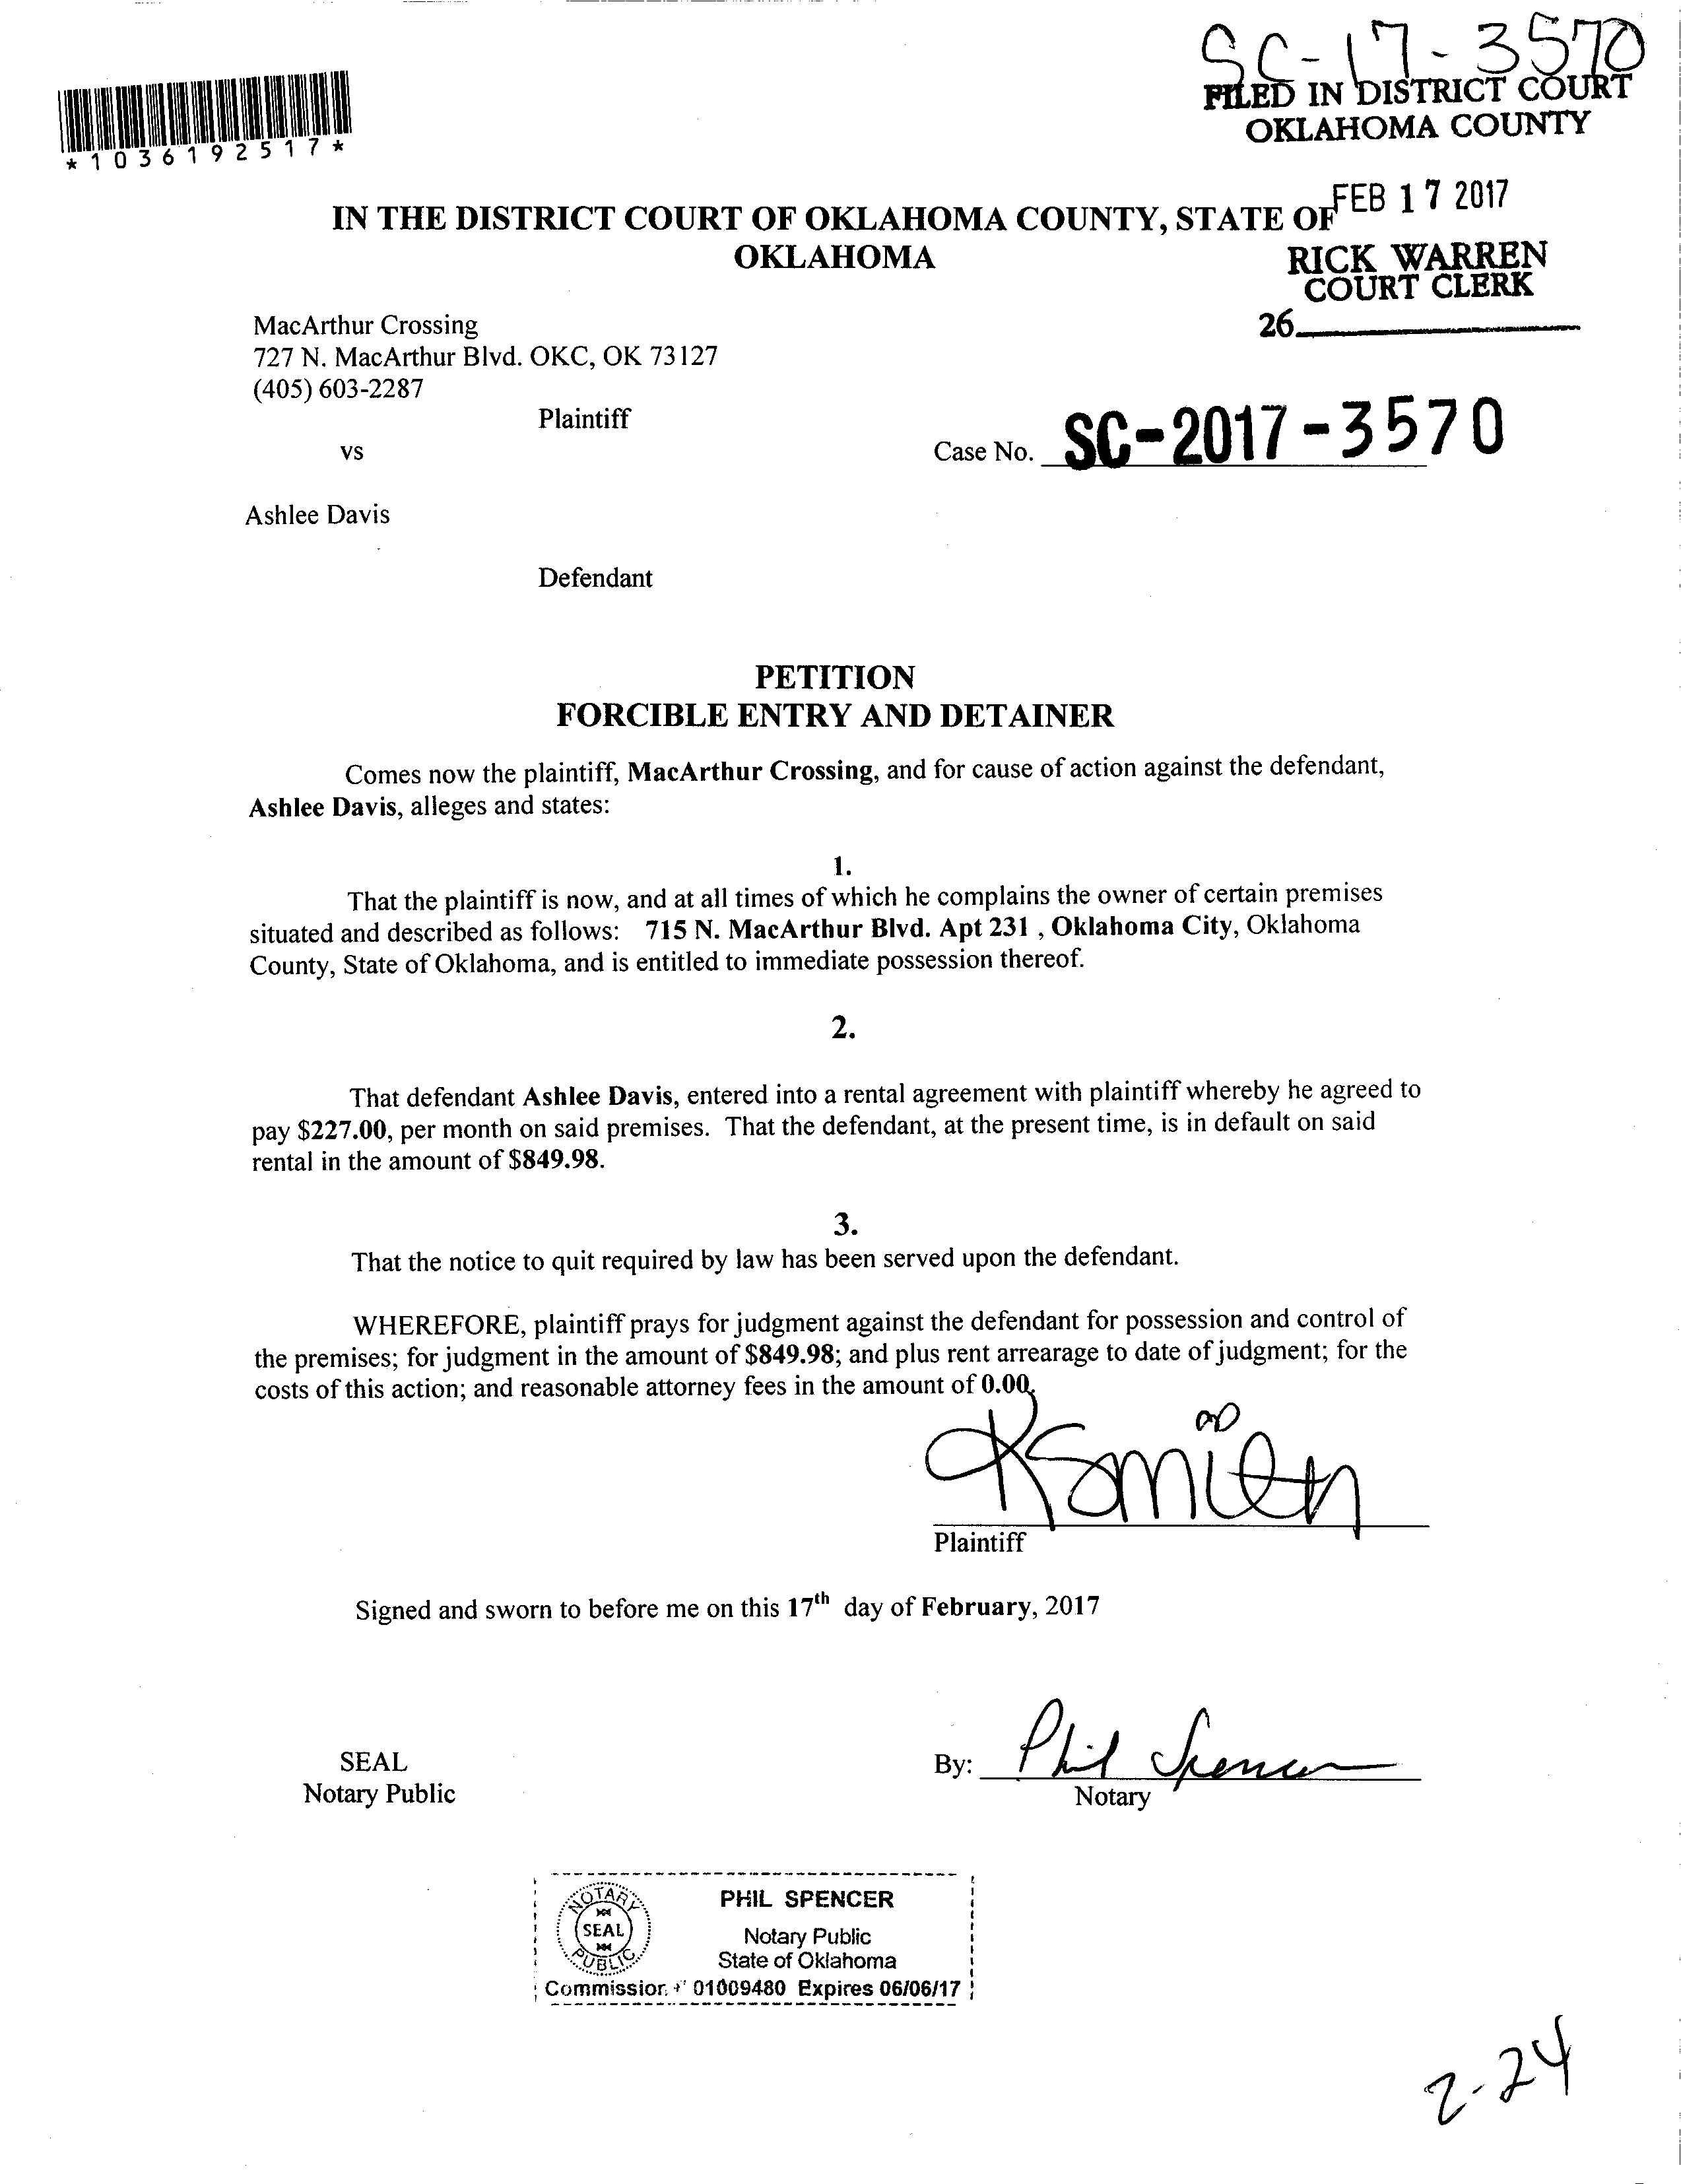 SC-17-3570
FILED IN DISTRICT COURT
OKLAHOMA COUNTY
*1036192517*
FEB 17 2017
IN THE DISTRICT COURT OF OKLAHOMA COUNTY, STATE OF
OKLAHOMA
RICK WARREN
COURT CLERK
26
MacArthur Crossing
727 N. MacArthur Blvd. OKC, OK 73127
(405) 603-2287
Plaintiff
vs
Case No. SC-2017-3570
Ashlee Davis
Defendant
PETITION
FORCIBLE ENTRY AND DETAINER
Comes now the plaintiff, MacArthur Crossing, and for cause of action against the defendant,
Ashlee Davis, alleges and states:
1.
That the plaintiff is now, and at all times of which he complains the owner of certain premises
situated and described as follows: 715 N. MacArthur Blvd. Apt 231 , Oklahoma City, Oklahoma
County, State of Oklahoma, and is entitled to immediate possession thereof.
2.
That defendant Ashlee Davis, entered into a rental agreement with plaintiff whereby he agreed to
pay $227.00, per month on said premises. That the defendant, at the present time, is in default on said
rental in the amount of $849.98.
3.
That the notice to quit required by law has been served upon the defendant.
WHEREFORE, plaintiff prays for judgment against the defendant for possession and control of
the premises; for judgment in the amount of $849.98; and plus rent arrearage to date of judgment; for the
costs of this action; and reasonable attorney fees in the amount of 0.00.
KSmith
Plaintiff
Signed and sworn to before me on this 17th day of February, 2017
SEAL
Notary Public
By: Phil Spencer
Notary
NOTARY
SEAL
PUBLIC
PHIL SPENCER
Notary Public
State of Oklahoma
Commission # 01009480 Expires 06/06/17
2-24